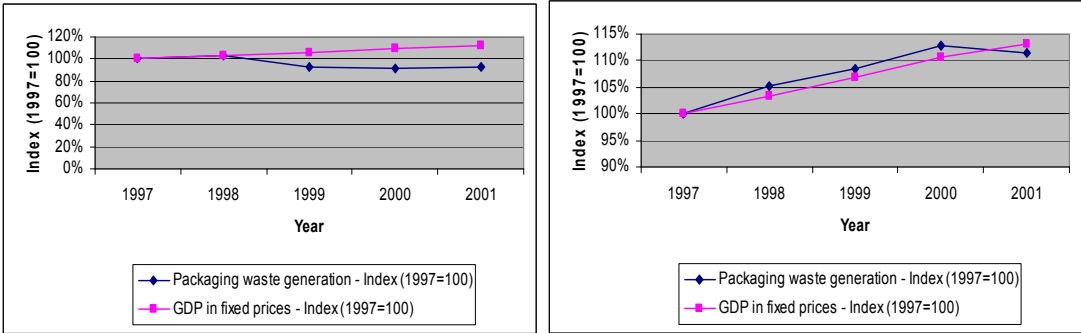 Index (1997=100)
120%
100%
80%
60%
40%
20%
0%
1997 1998 1999 2000 2001
Year
Packaging waste generation - Index (1997=100)
GDP in fixed prices - Index (1997=100)
Index (1997=100)
115%
110%
105%
100%
95%
90%
1997 1998 1999 2000 2001
Year
Packaging waste generation - Index (1997=100)
GDP in fixed prices - Index (1997=100)